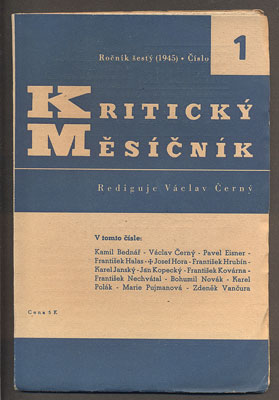 Ročník šestý (1945) • Číslo
1
KRITICKÝ
MĚSÍČNÍK
Rediguje Václav Černý
V tomto čísle:
Kamil Bednář - Václav Černý - Pavel Eisner -
František Halas - ✝ Josef Hora - František Hrubín -
Karel Janský - Jan Kopecký - František Kovárna -
František Nechvátal - Bohumil Novák - Karel
Polák - Marie Pujmanová - Zdeněk Vančura
Cena 5 K